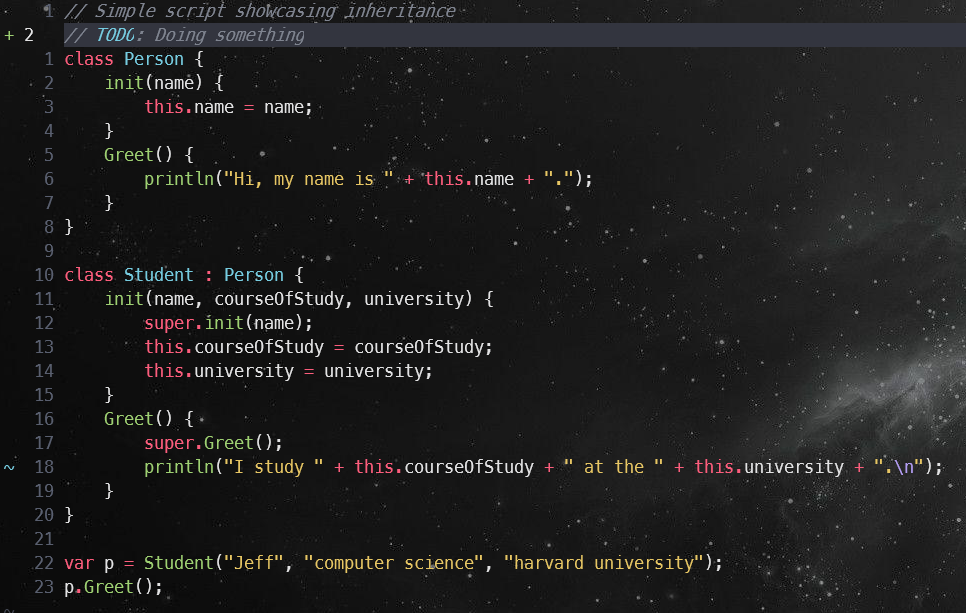 1 // Simple script showcasing inheritance
+ 2 // TODO: Doing something
1 class Person {
2     init(name) {
3         this.name = name;
4     }
5     Greet() {
6         println("Hi, my name is " + this.name + ".");
7     }
8 }
9
10 class Student : Person {
11     init(name, courseOfStudy, university) {
12         super.init(name);
13         this.courseOfStudy = courseOfStudy;
14         this.university = university;
15     }
16     Greet() {
17         super.Greet();
~ 18         println("I study " + this.courseOfStudy + " at the " + this.university + ".\n");
19     }
20 }
21
22 var p = Student("Jeff", "computer science", "harvard university");
23 p.Greet();